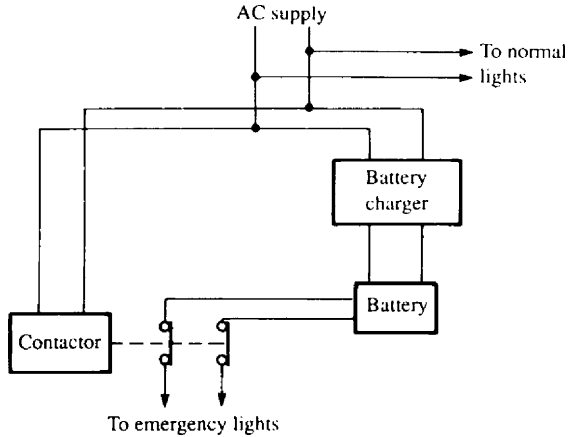 AC supply
To normal
lights
Battery
charger
Battery
Contactor
To emergency lights